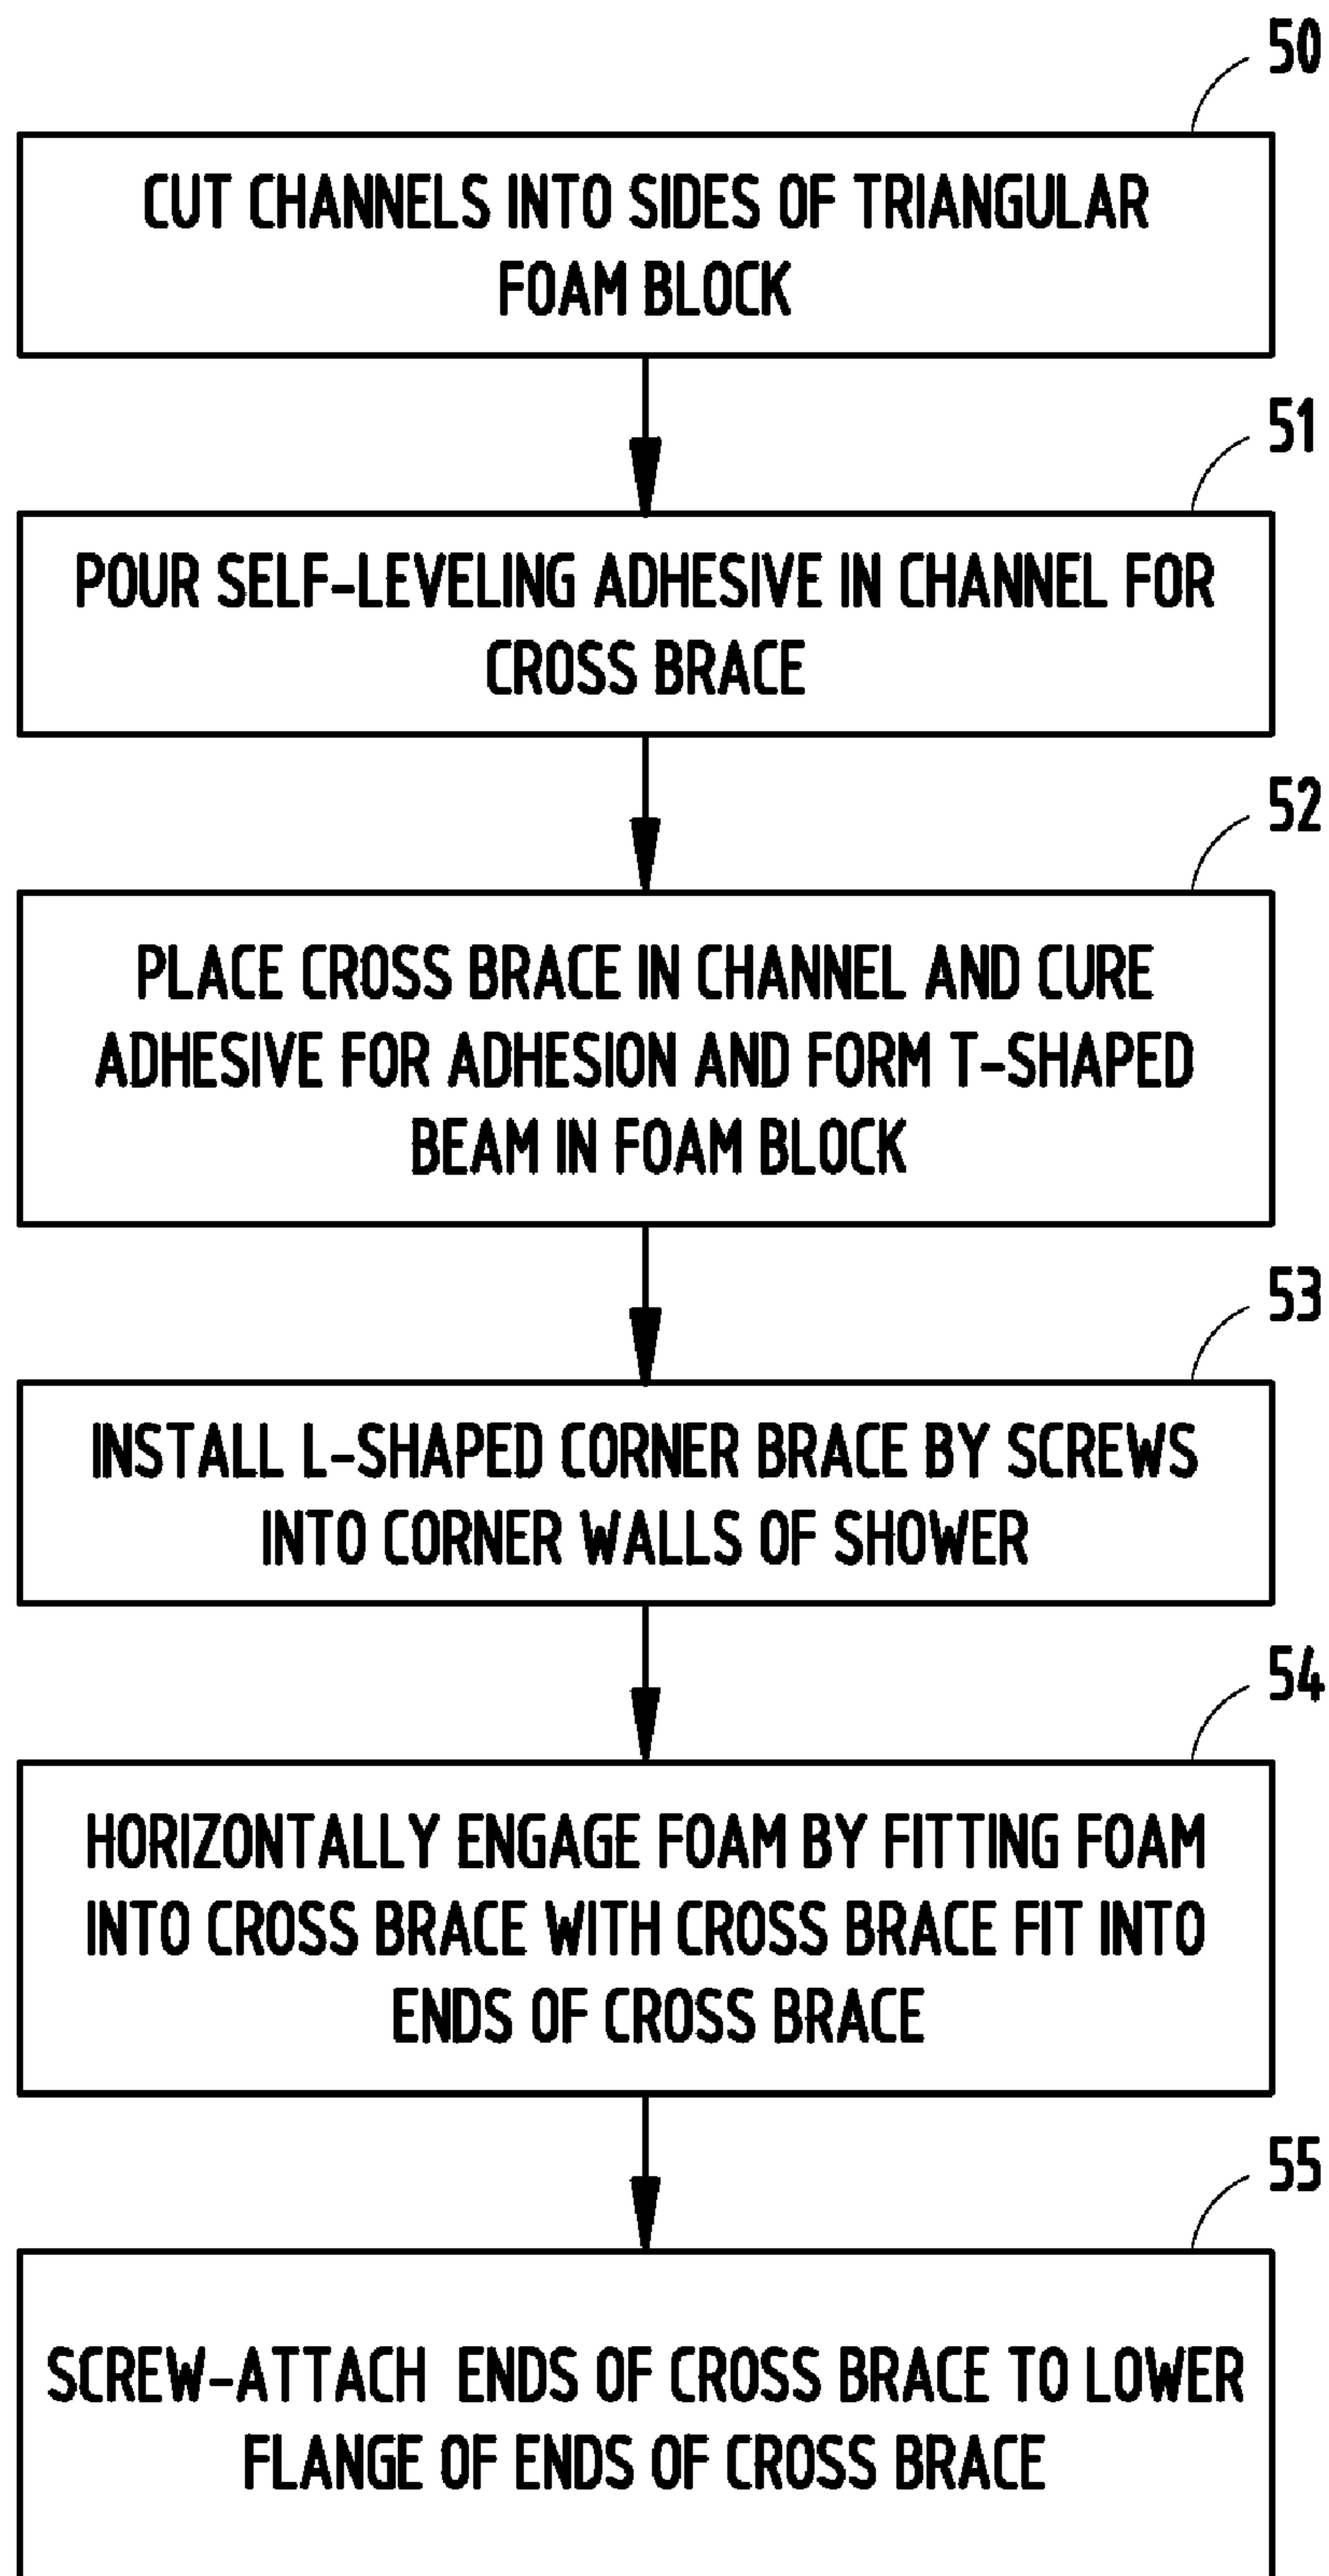 50
CUT CHANNELS INTO SIDES OF TRIANGULAR
FOAM BLOCK
51
POUR SELF-LEVELING ADHESIVE IN CHANNEL FOR
CROSS BRACE
52
PLACE CROSS BRACE IN CHANNEL AND CURE
ADHESIVE FOR ADHESION AND FORM T-SHAPED
BEAM IN FOAM BLOCK
53
INSTALL L-SHAPED CORNER BRACE BY SCREWS
INTO CORNER WALLS OF SHOWER
54
HORIZONTALLY ENGAGE FOAM BY FITTING FOAM
INTO CROSS BRACE WITH CROSS BRACE FIT INTO
ENDS OF CROSS BRACE
55
SCREW-ATTACH ENDS OF CROSS BRACE TO LOWER
FLANGE OF ENDS OF CROSS BRACE